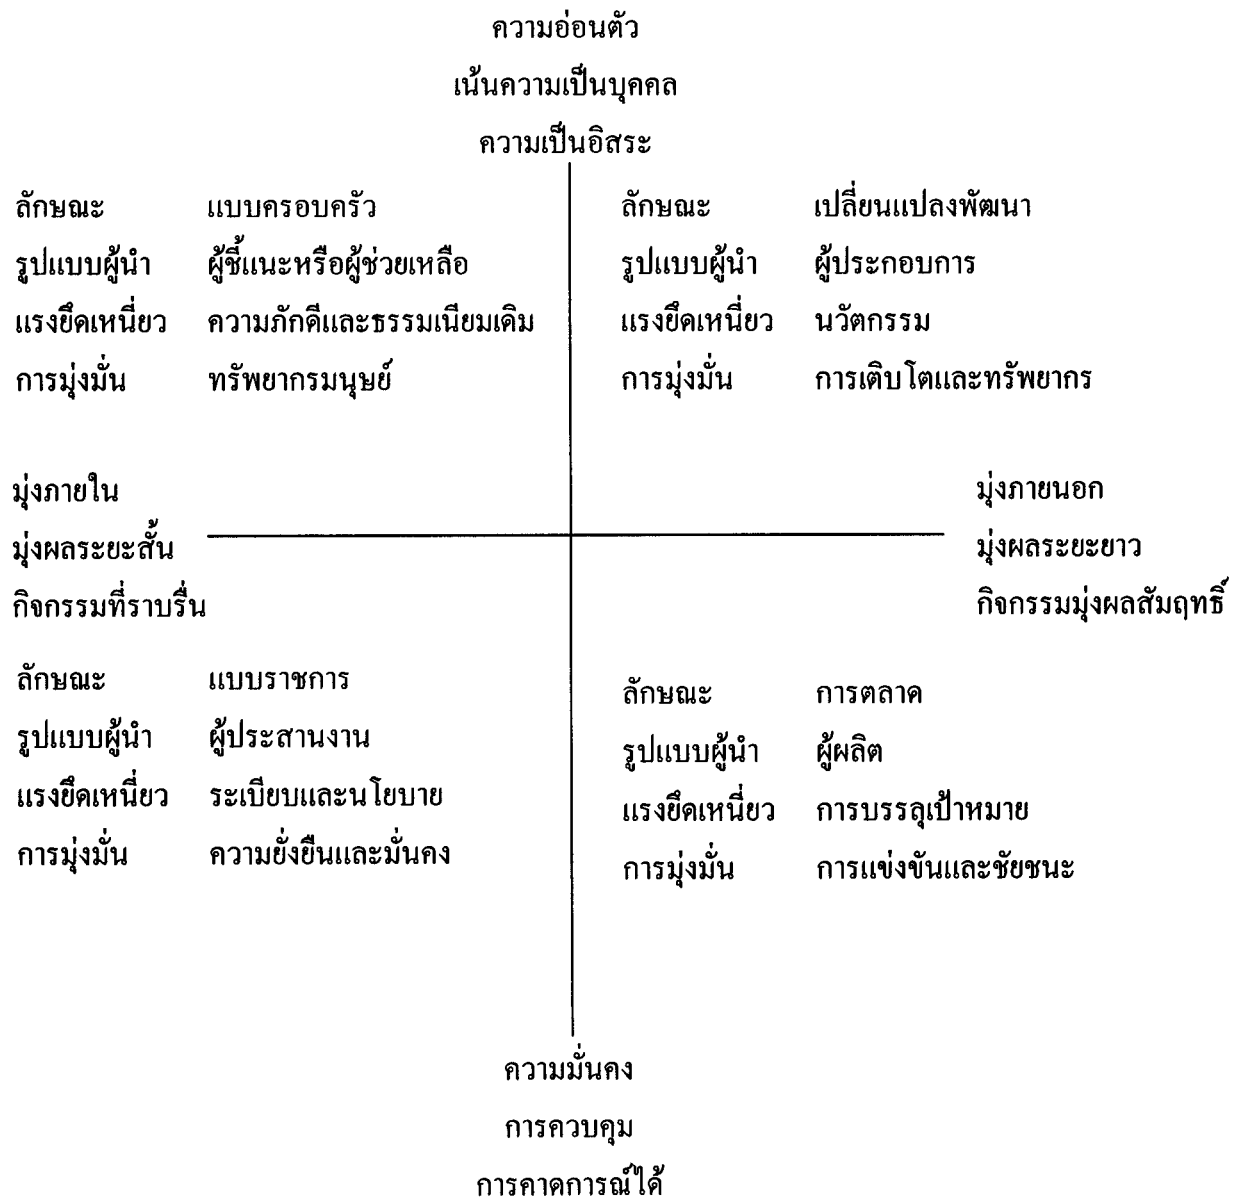 ความอ่อนตัว
เน้นความเป็นบุคคล
ความเป็นอิสระ
ลักษณะ แบบครอบครัว
รูปแบบผู้นำ ผู้ชี้แนะหรือผู้ช่วยเหลือ
แรงยึดเหนี่ยว ความภักดีและธรรมเนียมเดิม
การมุ่งมั่น ทรัพยากรมนุษย์
ลักษณะ เปลี่ยนแปลงพัฒนา
รูปแบบผู้นำ ผู้ประกอบการ
แรงยึดเหนี่ยว นวัตกรรม
การมุ่งมั่น การเติบโตและทรัพยากร
มุ่งภายใน
มุ่งผลระยะสั้น
กิจกรรมที่ราบรื่น
มุ่งภายนอก
มุ่งผลระยะยาว
กิจกรรมมุ่งผลสัมฤทธิ์
ลักษณะ แบบราชการ
รูปแบบผู้นำ ผู้ประสานงาน
แรงยึดเหนี่ยว ระเบียบและนโยบาย
การมุ่งมั่น ความยั่งยืนและมั่นคง
ลักษณะ การตลาด
รูปแบบผู้นำ ผู้ผลิต
แรงยึดเหนี่ยว การบรรลุเป้าหมาย
การมุ่งมั่น การแข่งขันและชัยชนะ
ความมั่นคง
การควบคุม
การคาดการณ์ได้